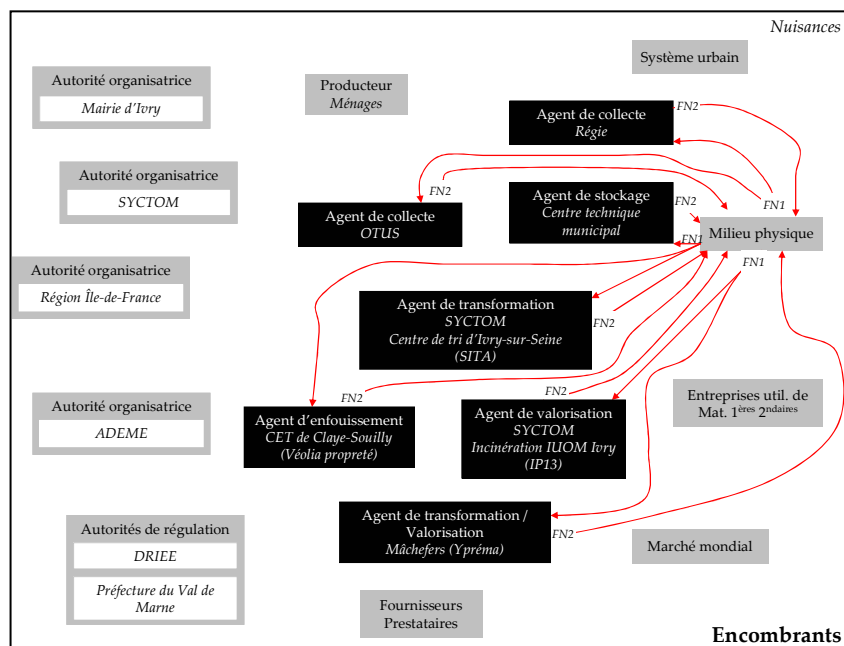 Nuisances
Système urbain
Autorité organisatrice
Mairie d'Ivry
Producteur
Ménages
Agent de collecte
Régie
FN2
Autorité organisatrice
SYCTOM
FN2
Agent de collecte
OTUS
Agent de stockage
Centre technique
municipal
FN2
FN1
FN1
Milieu physique
Autorité organisatrice
Région Île-de-France
FN1
Agent de transformation
SYCTOM
Centre de tri d'Ivry-sur-Seine
(SITA)
FN2
Autorité organisatrice
ADEME
FN2
Agent d'enfouissement
CET de Claye-Souilly
(Véolia propreté)
FN2
Agent de valorisation
SYCTOM
Incinération IUOM Ivry
(IP13)
Entreprises util. de
Mat. 1ères 2ndaires
Autorités de régulation
DRIEE
Préfecture du Val de
Marne
Agent de transformation /
Valorisation
Mâchefers (Ypréma)
FN2
Marché mondial
Fournisseurs
Prestataires
Encombrants